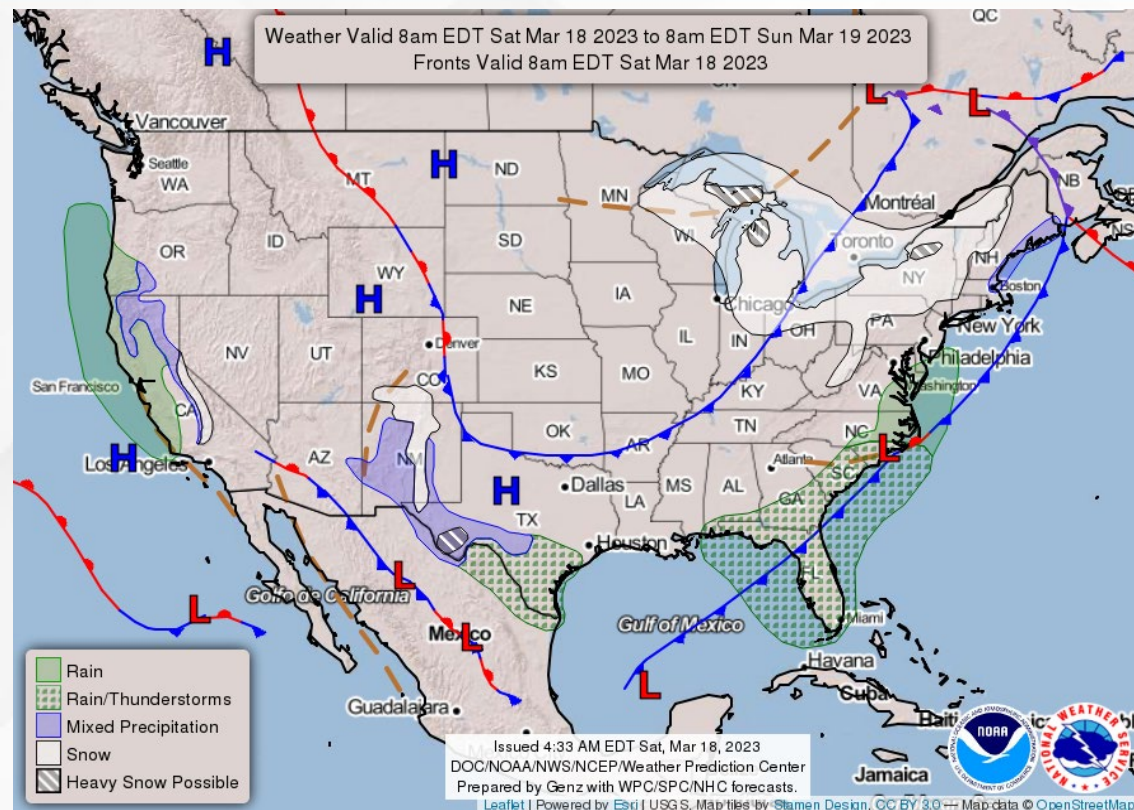 Weather Valid 8am EDT Sat Mar 18 2023 to 8am EDT Sun Mar 19 2023
Fronts Valid 8am EDT Sat Mar 18 2023
QC
ON
H
L
L
Vancouver
Seattle
WA
MT
H
ND
MN
Montréal
NB
NS
OR
ID
SD
WI
Toronto
NH
WY
NY
Boston
H
IA
Chicago
NE
PA
New York
NV
UT
Denver
IL
IN
OH
Philadelphia
San Francisco
CO
KS
MO
VA
Washington
CA
KY
H
Los Angeles
AZ
NM
OK
AR
TN
NC
L
Atlanta
SC
H
Dallas
MS
AL
GA
TX
LA
Houston
L
Golfo de California
FL
L
Gulf of Mexico
Miami
México
L
L
Havana
Cuba
Guadalajara
Haiti
Jamaica
Rain
Rain/Thunderstorms
Mixed Precipitation
Snow
Heavy Snow Possible
Issued 4:33 AM EDT Sat, Mar 18, 2023
DOC/NOAA/NWS/NCEP/Weather Prediction Center
Prepared by Genz with WPC/SPC/NHC forecasts.
NOAA
NATIONAL WEATHER SERVICE
Leaflet | Powered by Esri | USGS, Map tiles by Stamen Design, CC BY 3.0 — Map data: © OpenStreetMap